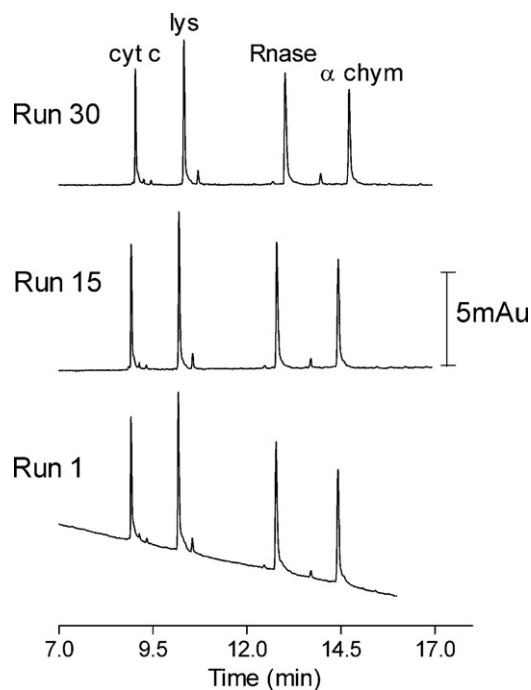 lys
cyt c
Rnase
α chym
Run 30
Run 15
5mAu
Run 1
7.0 9.5 12.0 14.5 17.0
Time (min)